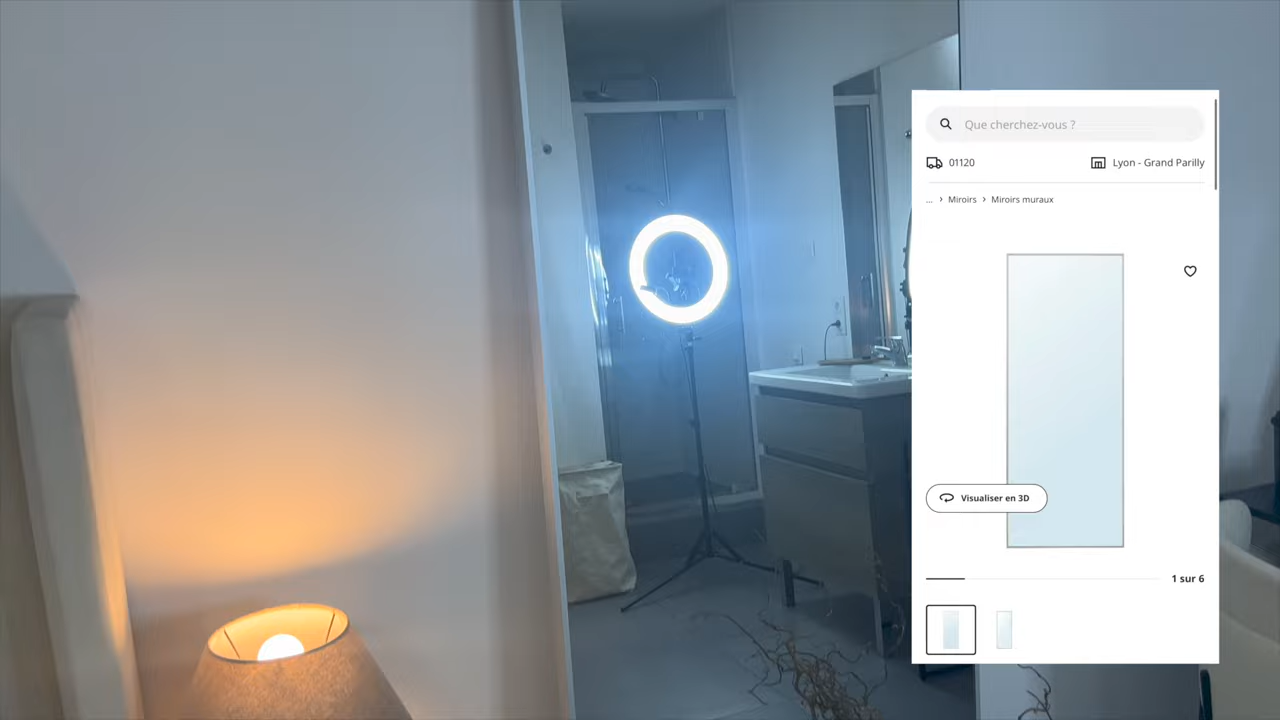 Que cherchez-vous ?
01120
Lyon - Grand Parilly
... > Miroirs > Miroirs muraux
Visualiser en 3D
1 sur 6